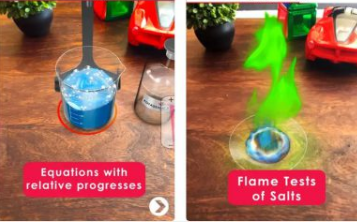 Equations with
relative progresses
Flame Tests
of Salts